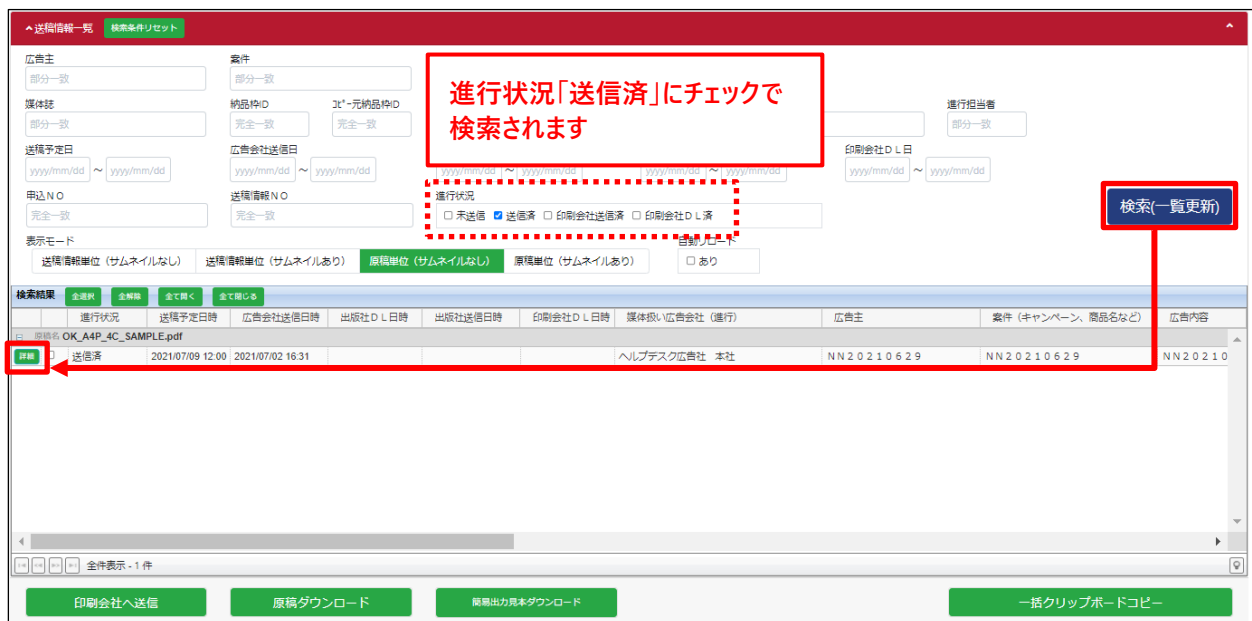 送稿情報一覧 検索条件リセット
広告主 案件
部分一致 部分一致
進行状況「送信済」にチェックで
検索されます
媒体誌 納品枠ID ｺﾋﾟｰ元納品枠ID 進行担当者
部分一致 完全一致 完全一致 部分一致
送稿予定日 広告会社送信日 印刷会社ＤＬ日
yyyy/mm/dd ～ yyyy/mm/dd yyyy/mm/dd ～ yyyy/mm/dd yyyy/mm/dd ～ yyyy/mm/dd yyyy/mm/dd ～ yyyy/mm/dd yyyy/mm/dd ～ yyyy/mm/dd
申込ＮＯ 送稿情報ＮＯ 進行状況
完全一致 完全一致 未送信 送信済 印刷会社送信済 印刷会社ＤＬ済
検索(一覧更新)
表示モード 自動リロード
送稿情報単位（サムネイルなし） 送稿情報単位（サムネイルあり） 原稿単位（サムネイルなし） 原稿単位（サムネイルあり） あり
検索結果 全選択 全解除 全て開く 全て閉じる
進行状況 送稿予定日時 広告会社送信日時 出版社ＤＬ日時 出版社送信日時 印刷会社ＤＬ日時 媒体扱い広告会社（進行） 広告主 案件（キャンペーン、商品名など） 広告内容
原稿名 OK_A4P_4C_SAMPLE.pdf
詳細 送信済 2021/07/09 12:00 2021/07/02 16:31 ヘルプデスク広告社 本社 ＮＮ２０２１０６２９ ＮＮ２０２１０６２９ ＮＮ２０２１０
全件表示 - 1 件
印刷会社へ送信 原稿ダウンロード 簡易出力見本ダウンロード 一括クリップボードコピー